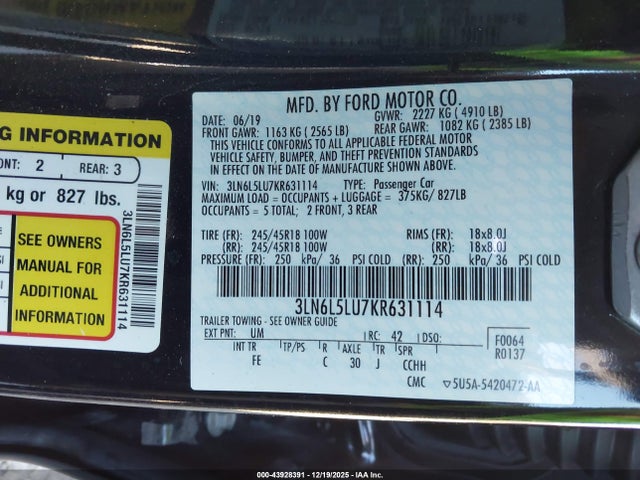 G INFORMATION
ONT: 2 REAR: 3
kg or 827 lbs.
SEE OWNERS
MANUAL FOR
ADDITIONAL
INFORMATION
3LN6L5LU7KR631114
MFD. BY FORD MOTOR CO.
DATE: 06/19 GVWR: 2227 KG ( 4910 LB)
FRONT GAWR: 1163 KG ( 2565 LB) REAR GAWR: 1082 KG ( 2385 LB)
THIS VEHICLE CONFORMS TO ALL APPLICABLE FEDERAL MOTOR
VEHICLE SAFETY, BUMPER, AND THEFT PREVENTION STANDARDS
IN EFFECT ON THE DATE OF MANUFACTURE SHOWN ABOVE.
VIN: 3LN6L5LU7KR631114 TYPE: Passenger Car
MAXIMUM LOAD = OCCUPANTS + LUGGAGE = 375KG/ 827LB
OCCUPANTS = 5 TOTAL; 2 FRONT, 3 REAR
TIRE (FR): 245/45R18 100W RIMS (FR): 18x8.0J
(RR): 245/45R18 100W (RR): 18x8.0J
PRESSURE (FR): 250 kPa/ 36 PSI COLD (RR): 250 kPa/ 36 PSI COLD
3LN6L5LU7KR631114
TRAILER TOWING - SEE OWNER GUIDE
EXT PNT: UM RC: 42 DSO: F0064
R0137
INT TR TP/PS R AXLE TR SPR
FE C 30 J CCHH
CMC 5U5A-5420472-AA
000-43928391 - 12/19/2025 - IAA Inc.